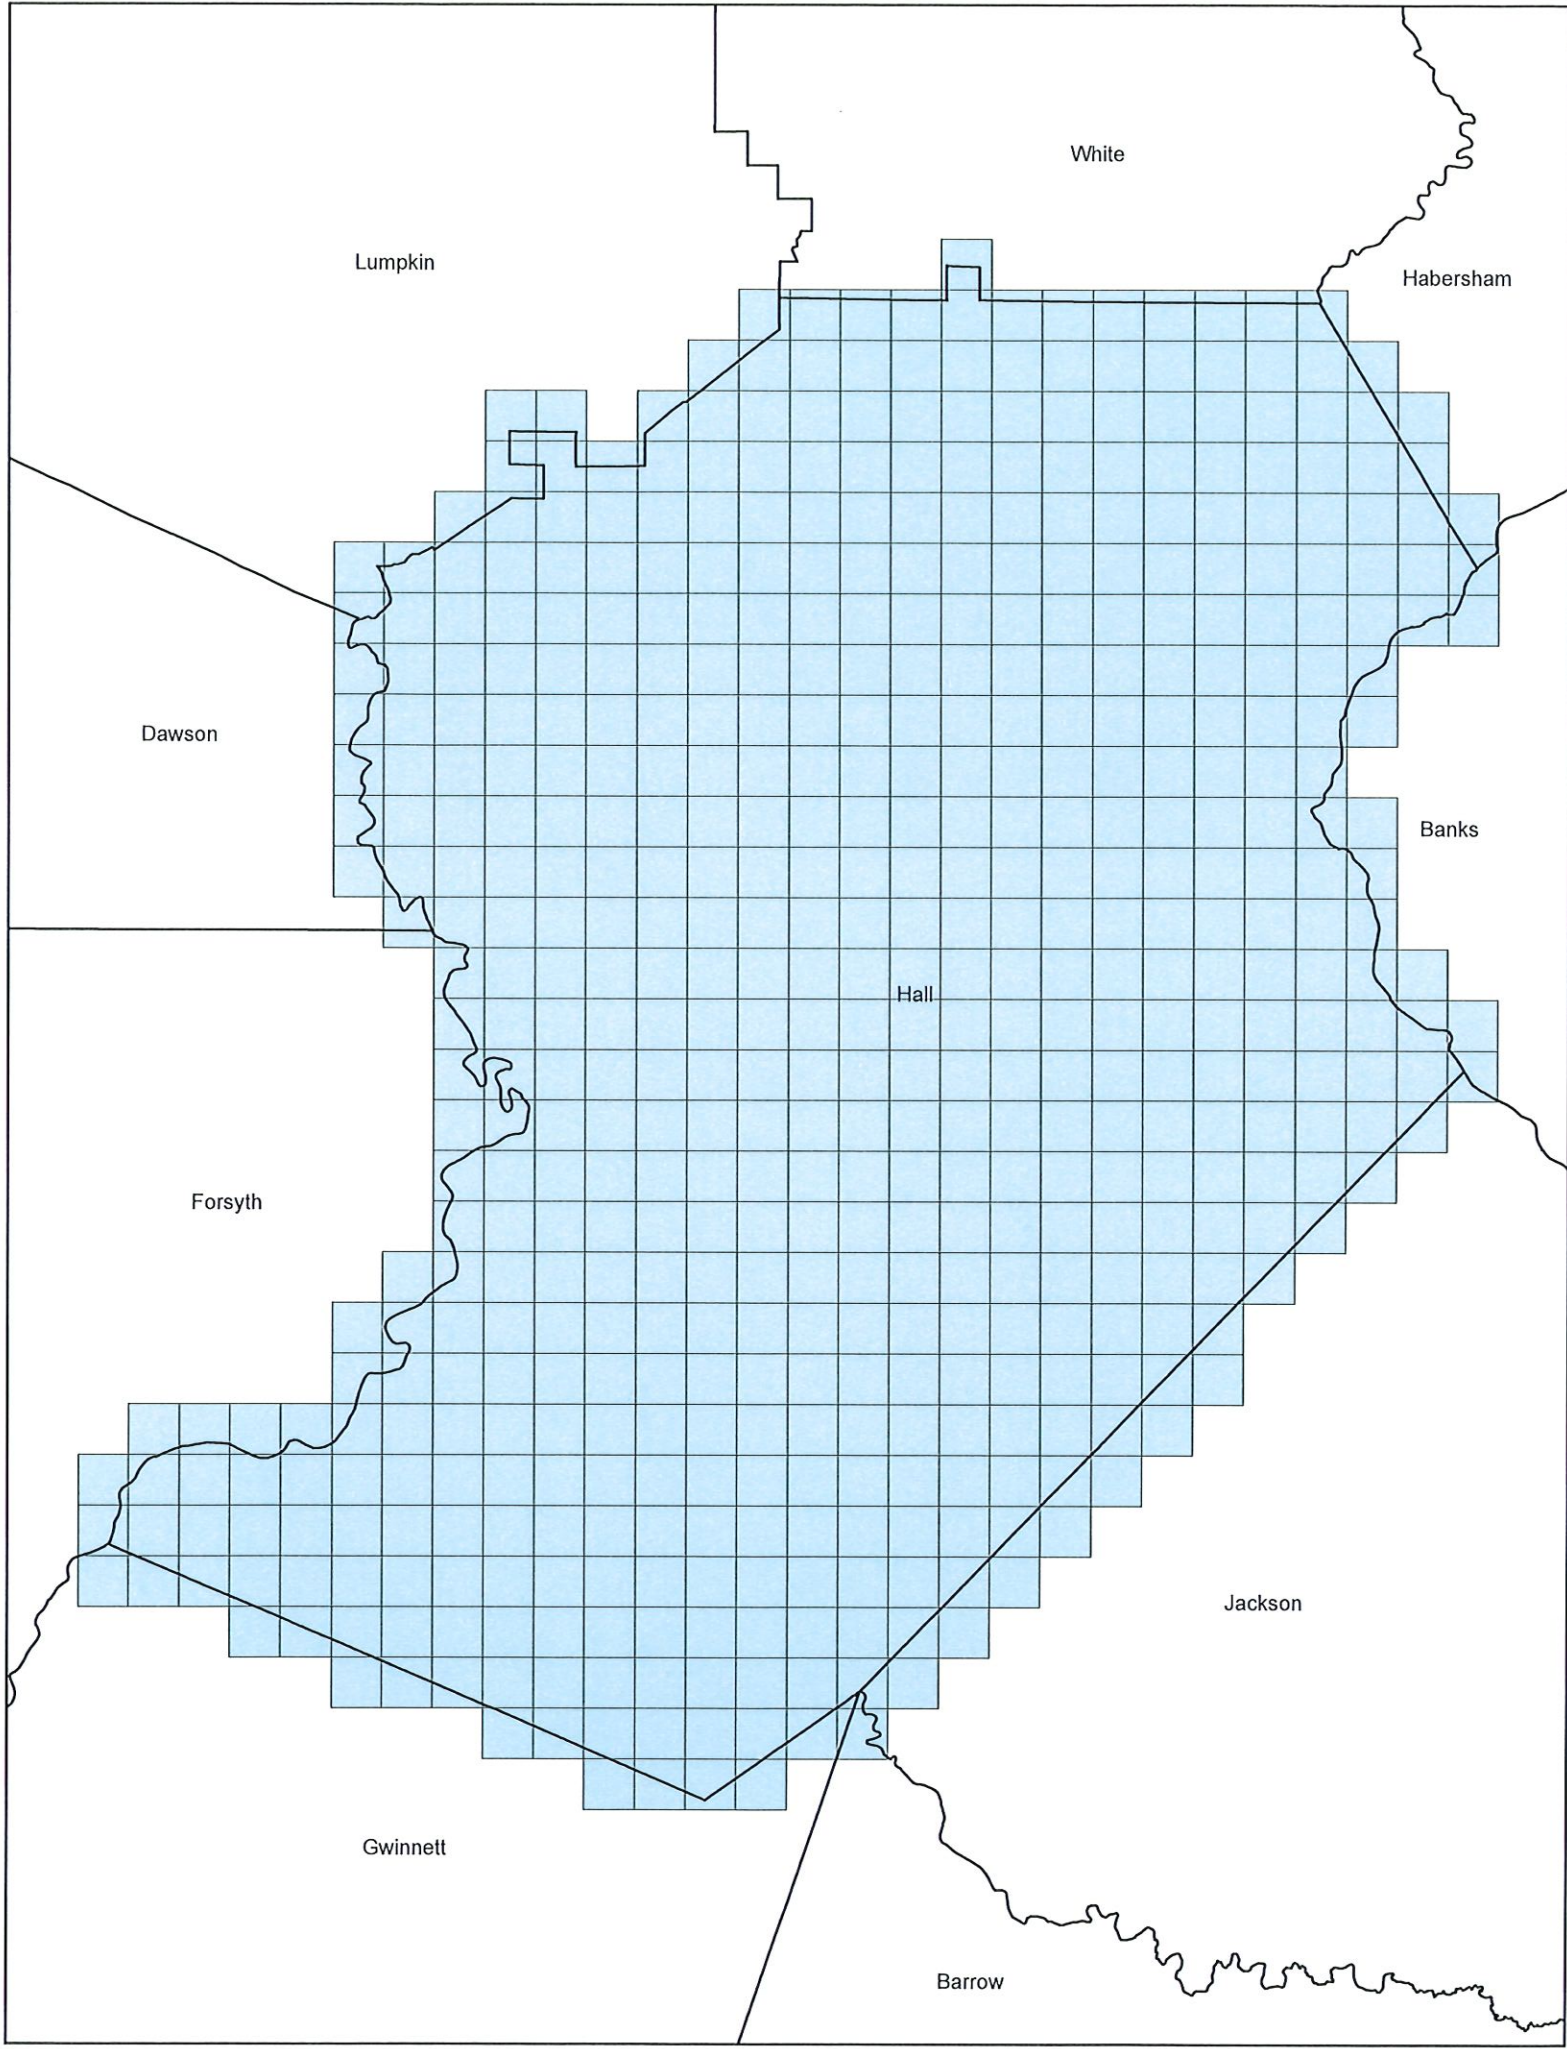 White
Lumpkin
Habersham
Dawson
Banks
Hall
Forsyth
Jackson
Gwinnett
Barrow